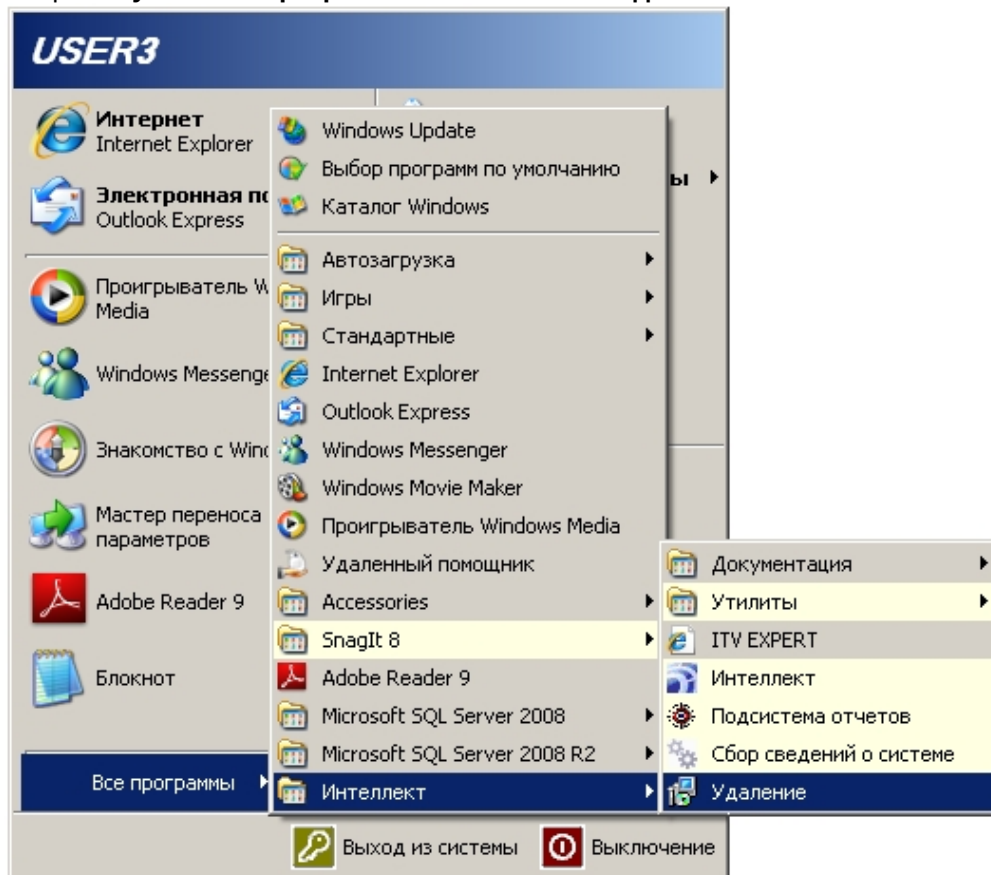 USER3
Интернет
Internet Explorer
Электронная по
Outlook Express
Проигрыватель W
Media
Windows Messenge
Знакомство с Wind
Мастер переноса
параметров
Adobe Reader 9
Блокнот
Все программы
ы
Windows Update
Выбор программ по умолчанию
Каталог Windows
Автозагрузка
Игры
Стандартные
Internet Explorer
Outlook Express
Windows Messenger
Windows Movie Maker
Проигрыватель Windows Media
Удаленный помощник
Accessories
SnagIt 8
Adobe Reader 9
Microsoft SQL Server 2008
Microsoft SQL Server 2008 R2
Интеллект
Документация
Утилиты
ITV EXPERT
Интеллект
Подсистема отчетов
Сбор сведений о системе
Удаление
Выход из системы
Выключение